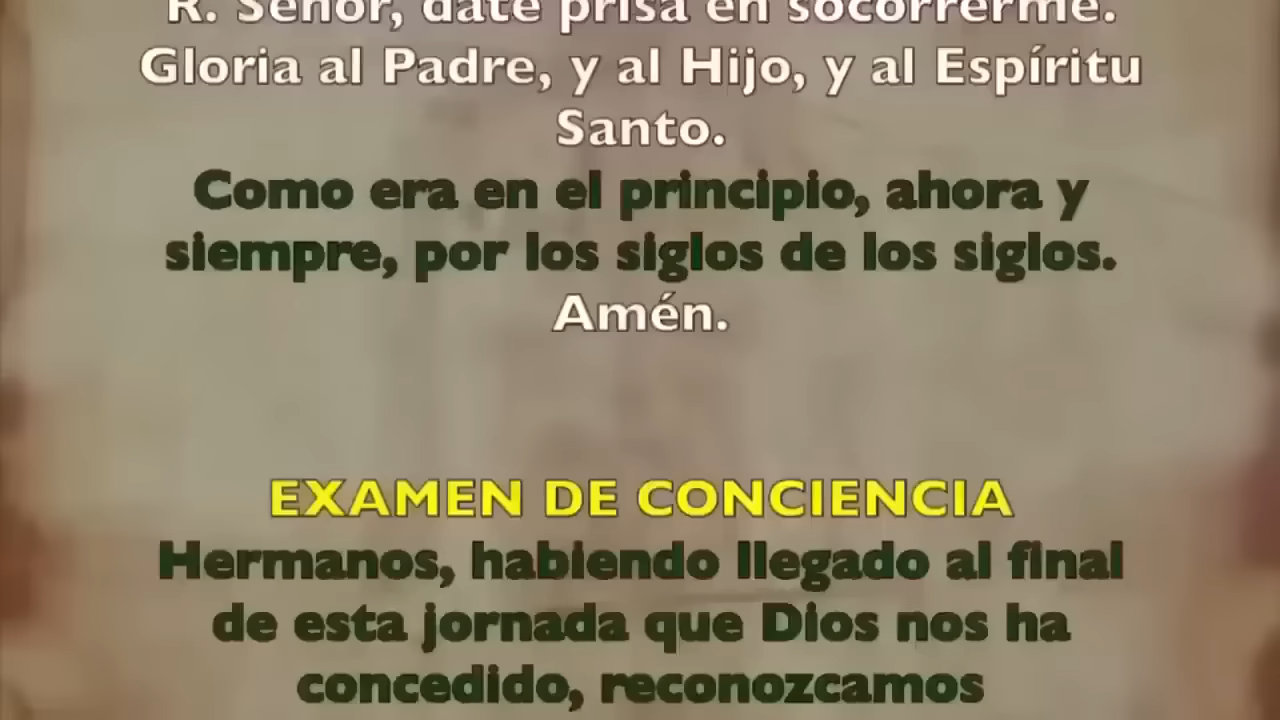 R. Señor, date prisa en socorrerme.
Gloria al Padre, y al Hijo, y al Espíritu
Santo.
Como era en el principio, ahora y
siempre, por los siglos de los siglos.
Amén.
EXAMEN DE CONCIENCIA
Hermanos, habiendo llegado al final
de esta jornada que Dios nos ha
concedido, reconozcamos